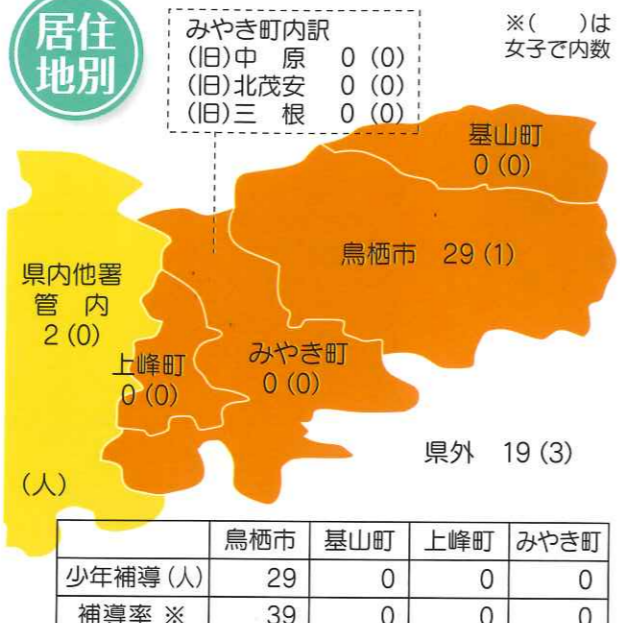 居住
地別
みやき町内訳
(旧)中 原 0 (0)
(旧)北茂安 0 (0)
(旧)三 根 0 (0)
※( )は
女子で内数
基山町
0 (0)
鳥栖市 29 (1)
県内他署
管 内
2 (0)
上峰町
0 (0)
みやき町
0 (0)
県外 19 (3)
(人)
鳥栖市 基山町 上峰町 みやき町
少年補導(人) 29 0 0 0
補導率 ※ 39 0 0 0